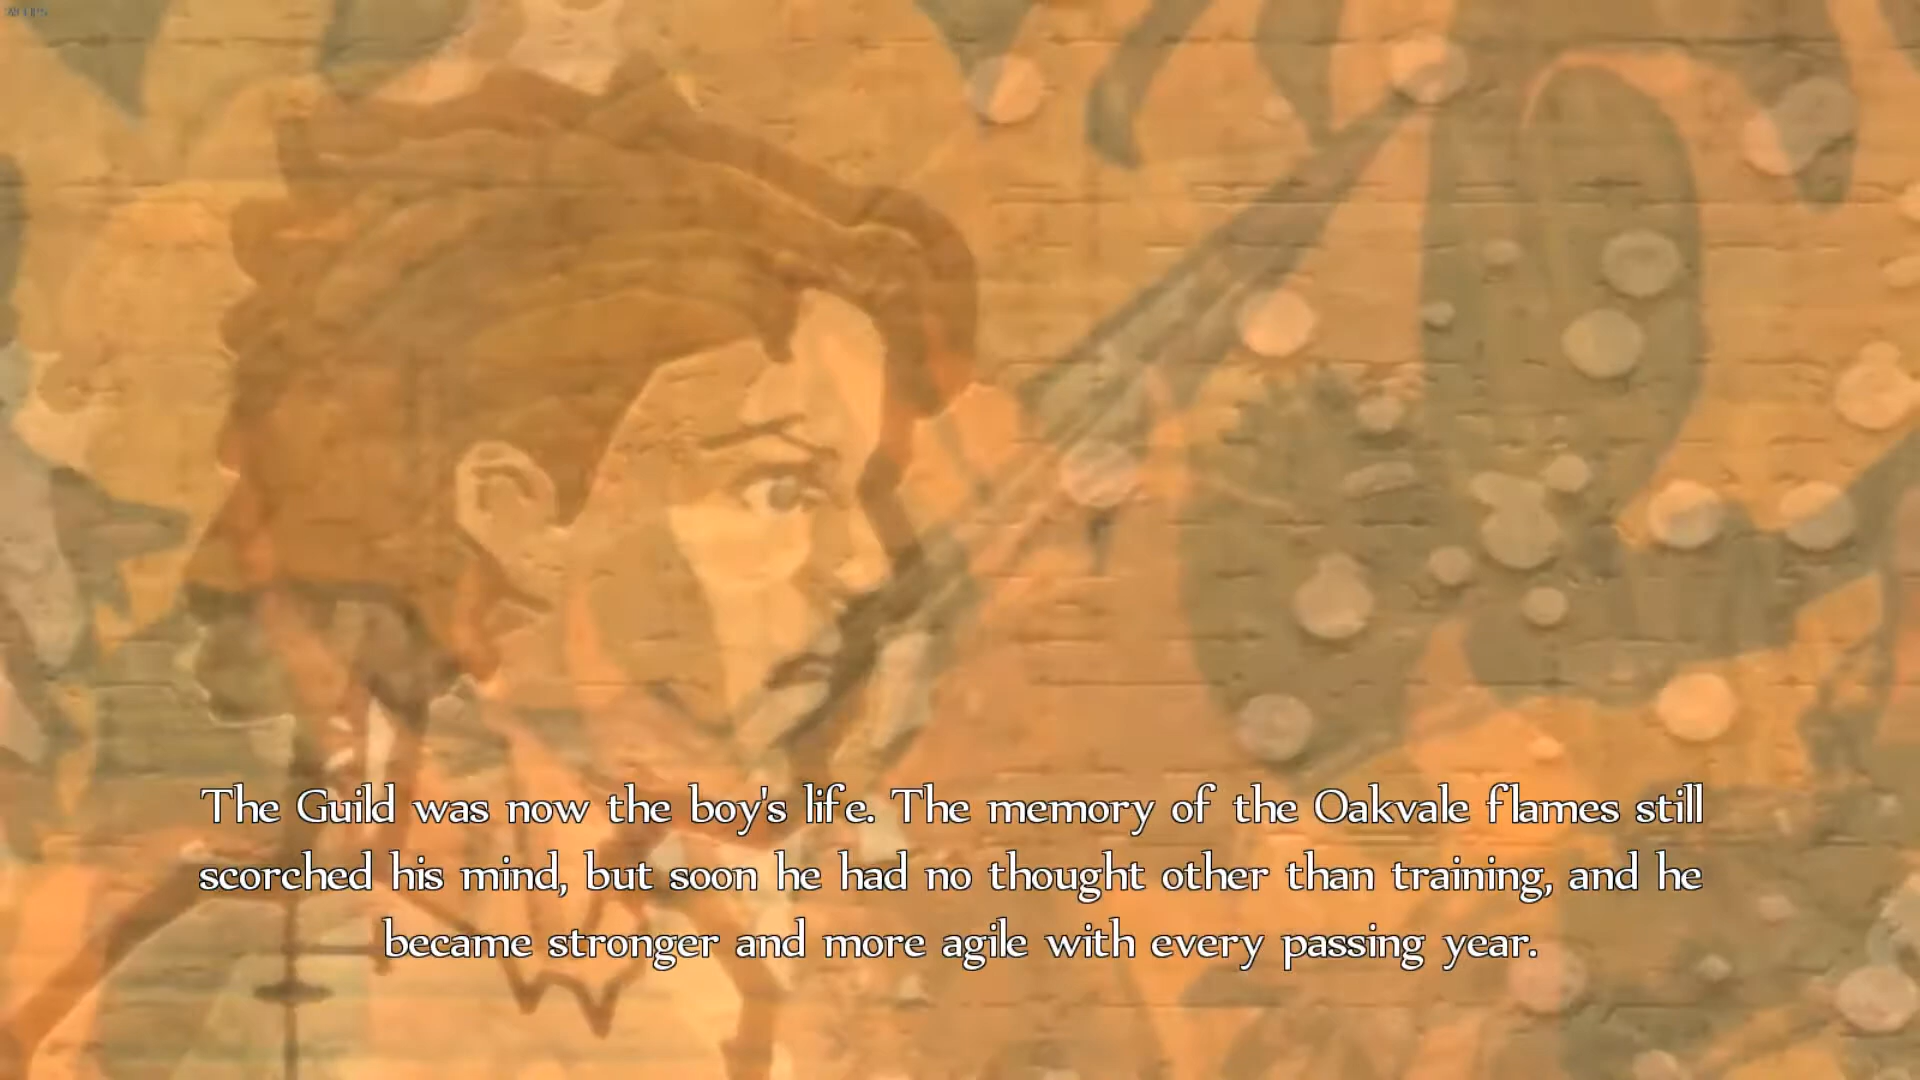 The Guild was now the boy's life. The memory of the Oakvale flames still
scorched his mind, but soon he had no thought other than training, and he
became stronger and more agile with every passing year.